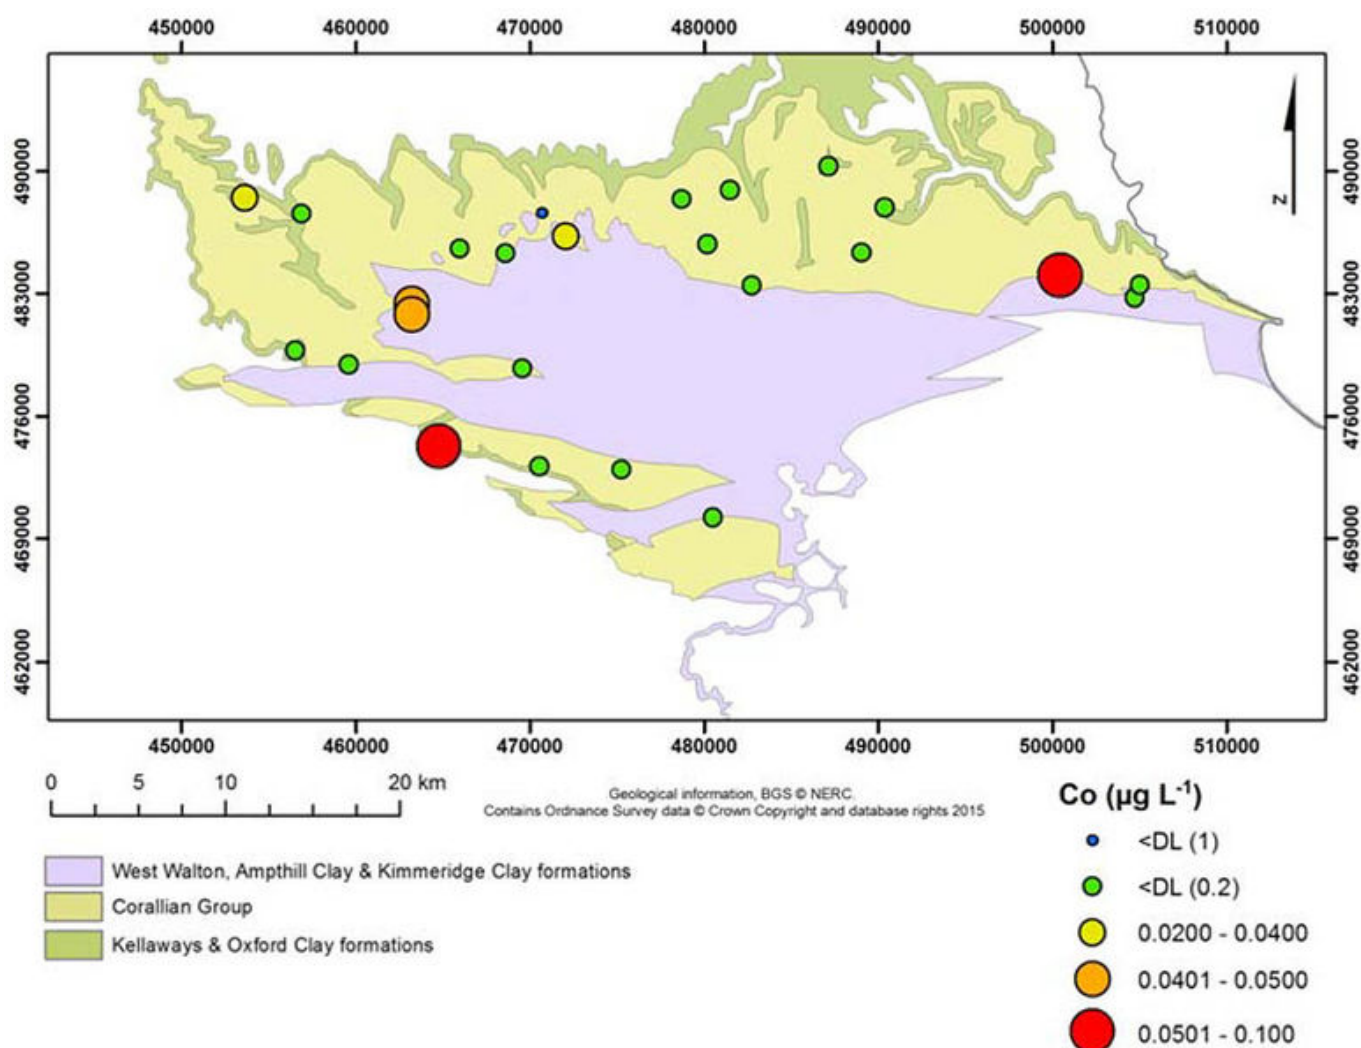 450000 460000 470000 480000 490000 500000 510000
490000 490000
483000 483000
476000 476000
469000 469000
462000 462000
N
450000 460000 470000 480000 490000 500000 510000
0 5 10 20 km
Geological information, BGS © NERC.
Contains Ordnance Survey data © Crown Copyright and database rights 2015
West Walton, Ampthill Clay & Kimmeridge Clay formations
Corallian Group
Kellaways & Oxford Clay formations
Co (µg L⁻¹)
<DL (1)
<DL (0.2)
0.0200 - 0.0400
0.0401 - 0.0500
0.0501 - 0.100